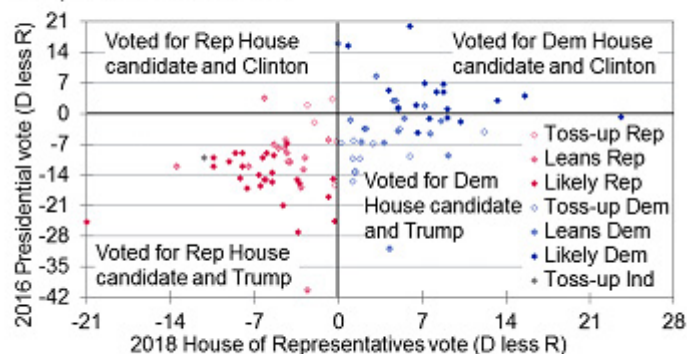 21
14
7
0
-7
-14
-21
-28
-35
-42
2016 Presidential vote (D less R)
Voted for Rep House
candidate and Clinton
Voted for Dem House
candidate and Clinton
Voted for Dem
House candidate
and Trump
Voted for Rep House
candidate and Trump
Toss-up Rep
Leans Rep
Likely Rep
Toss-up Dem
Leans Dem
Likely Dem
Toss-up Ind
-21 -14 -7 0 7 14 21 28
2018 House of Representatives vote (D less R)